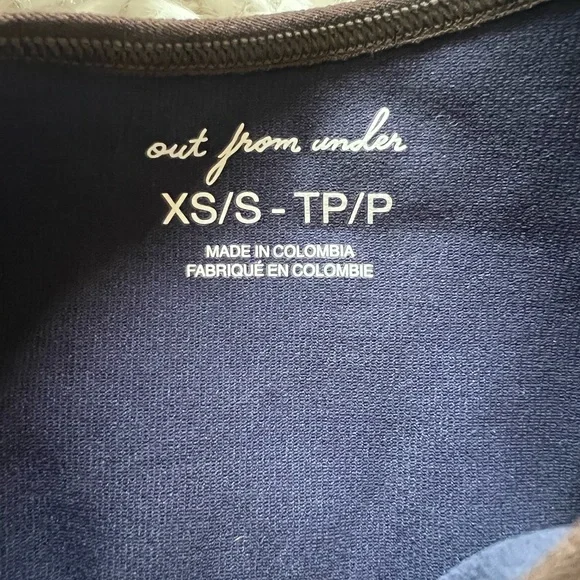 out from under
XS/S - TP/P
MADE IN COLOMBIA
FABRIQUÉ EN COLOMBIE